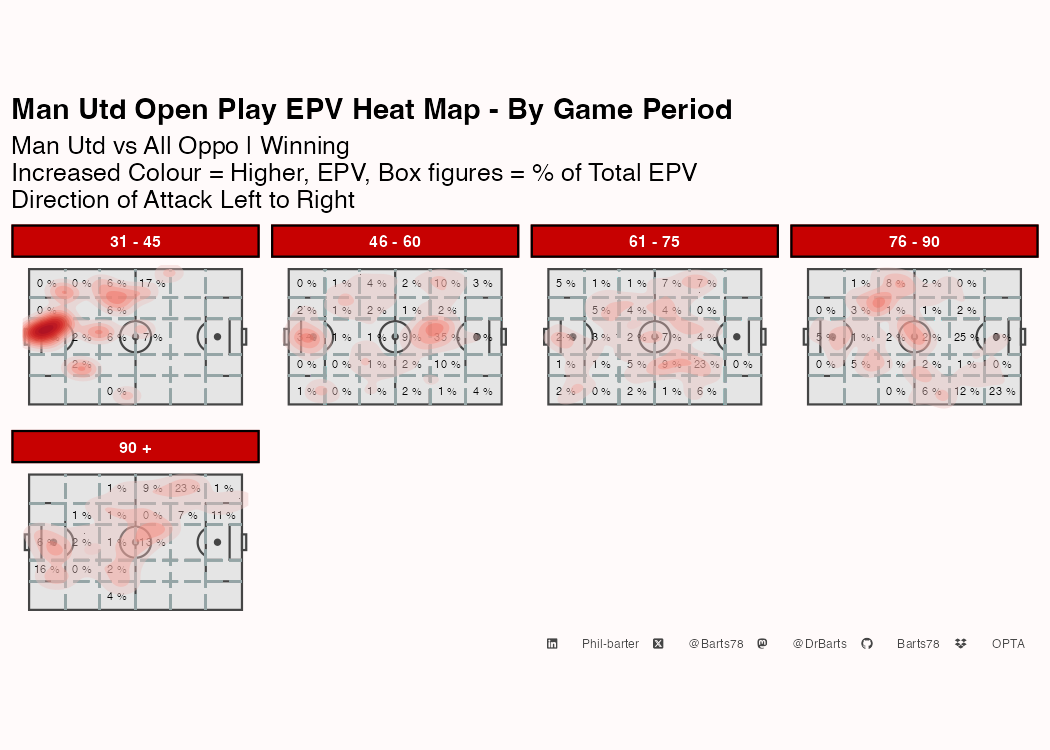 Man Utd Open Play EPV Heat Map - By Game Period
Man Utd vs All Oppo | Winning
Increased Colour = Higher, EPV, Box figures = % of Total EPV
Direction of Attack Left to Right
31 - 45
0 % 0 % 6 % 17 %
0 % 6 %
2 % 6 % 7 %
2 %
0 %
46 - 60
0 % 1 % 4 % 2 % 10 % 3 %
2 % 1 % 2 % 1 % 2 %
1 % 1 % 9 % 35 %
0 % 0 % 1 % 2 % 10 %
1 % 0 % 1 % 2 % 1 % 4 %
61 - 75
5 % 1 % 1 % 7 % 7 %
5 % 4 % 4 % 0 %
2 % 3 % 2 % 7 % 4 %
1 % 1 % 5 % 9 % 23 % 0 %
2 % 0 % 2 % 1 % 6 %
76 - 90
1 % 8 % 2 % 0 %
0 % 3 % 1 % 1 % 2 %
5 % 2 % 2 % 25 %
0 % 5 % 1 % 2 % 1 % 0 %
0 % 6 % 12 % 23 %
90 +
1 % 9 % 23 % 1 %
1 % 1 % 0 % 7 % 11 %
6 % 2 % 1 % 13 %
16 % 0 % 2 %
4 %
Phil-barter @Barts78 @DrBarts Barts78 OPTA